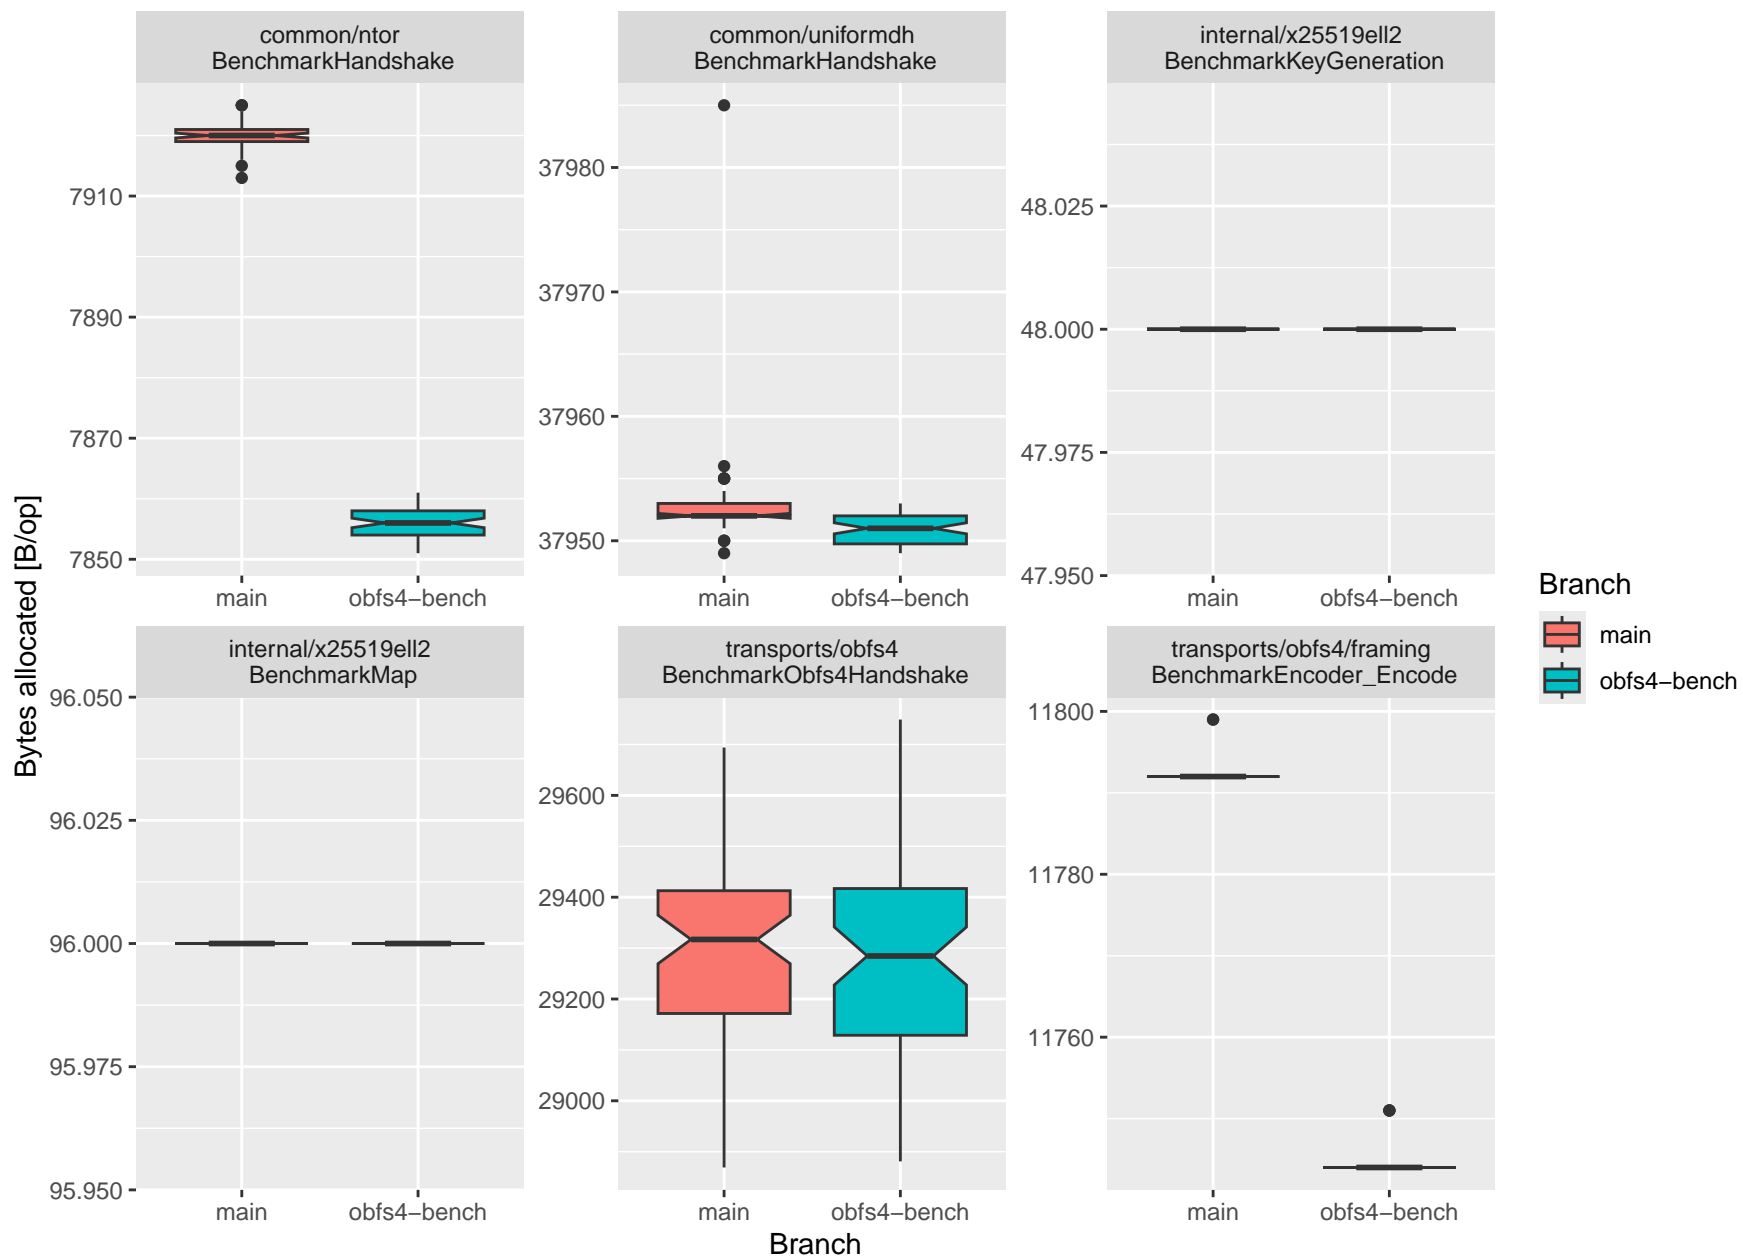 common/ntor
BenchmarkHandshake
common/uniformdh
BenchmarkHandshake
internal/x25519ell2
BenchmarkKeyGeneration
7910
7890
7870
7850
37980
37970
37960
37950
48.025
48.000
47.975
47.950
main
obfs4−bench
main
obfs4−bench
main
obfs4−bench
internal/x25519ell2
BenchmarkMap
transports/obfs4
BenchmarkObfs4Handshake
transports/obfs4/framing
BenchmarkEncoder_Encode
96.050
96.025
96.000
95.975
95.950
29600
29400
29200
29000
11800
11780
11760
main
obfs4−bench
main
obfs4−bench
main
obfs4−bench
Branch
Bytes allocated [B/op]
Branch
main
obfs4−bench